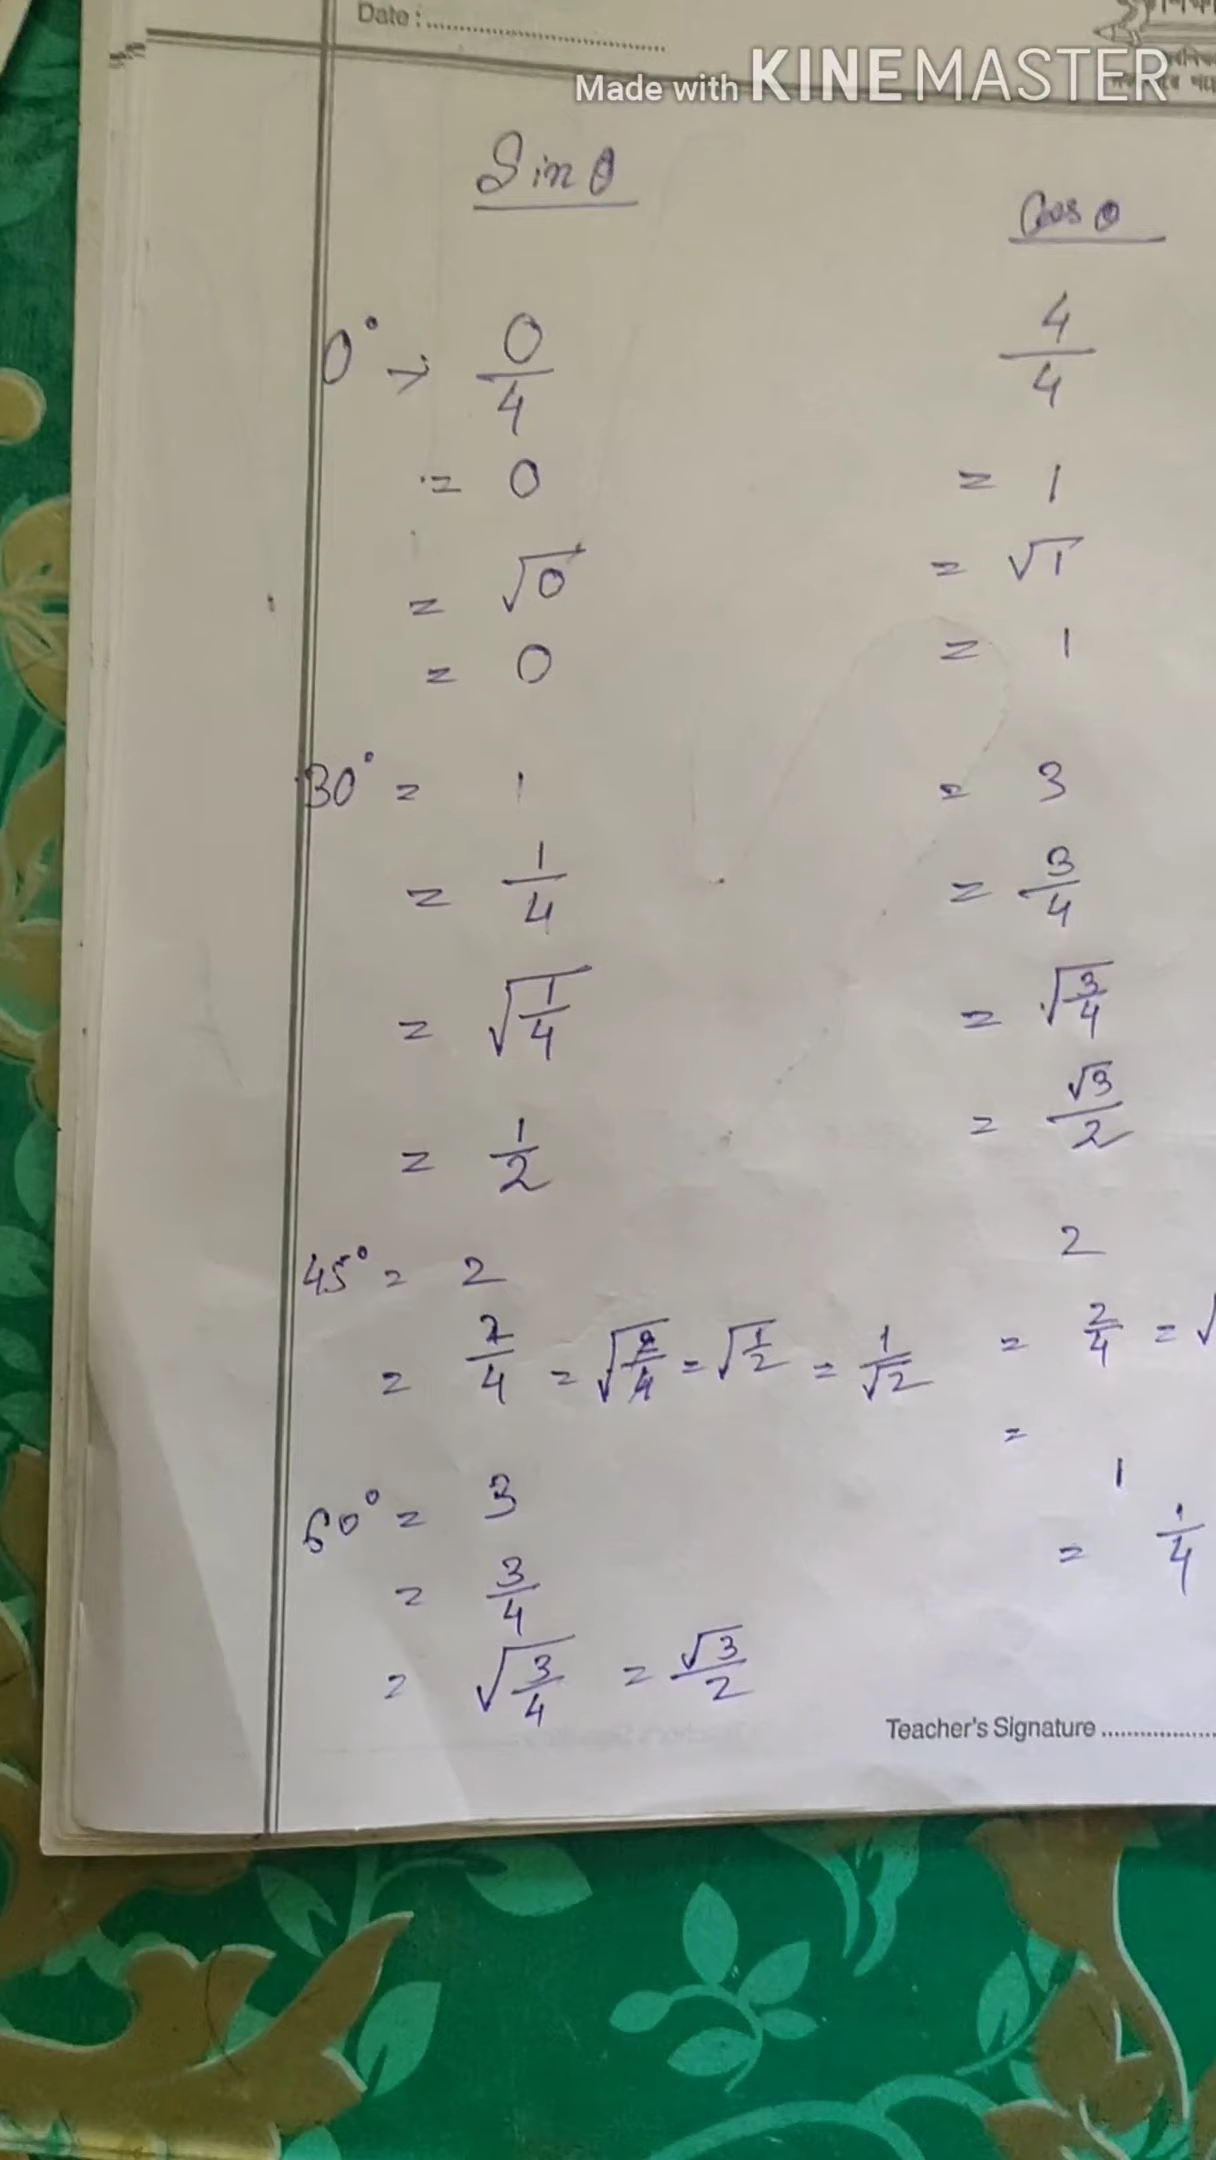 Date :
Made with KINEMASTER
Sin θ
Cos θ
0° → 0/4
4/4
= 0
= 1
= √0
= √1
= 0
= 1
30° = 1
= 3
= 1/4
= 3/4
= √1/4
= √3/4
= 1/2
= √3/2
45° = 2
2
= 2/4 = √2/4 = √1/2 = 1/√2
= 2/4 = √
=
60° = 3
1
= 3/4
= 1/4
= √3/4 = √3/2
Teacher's Signature